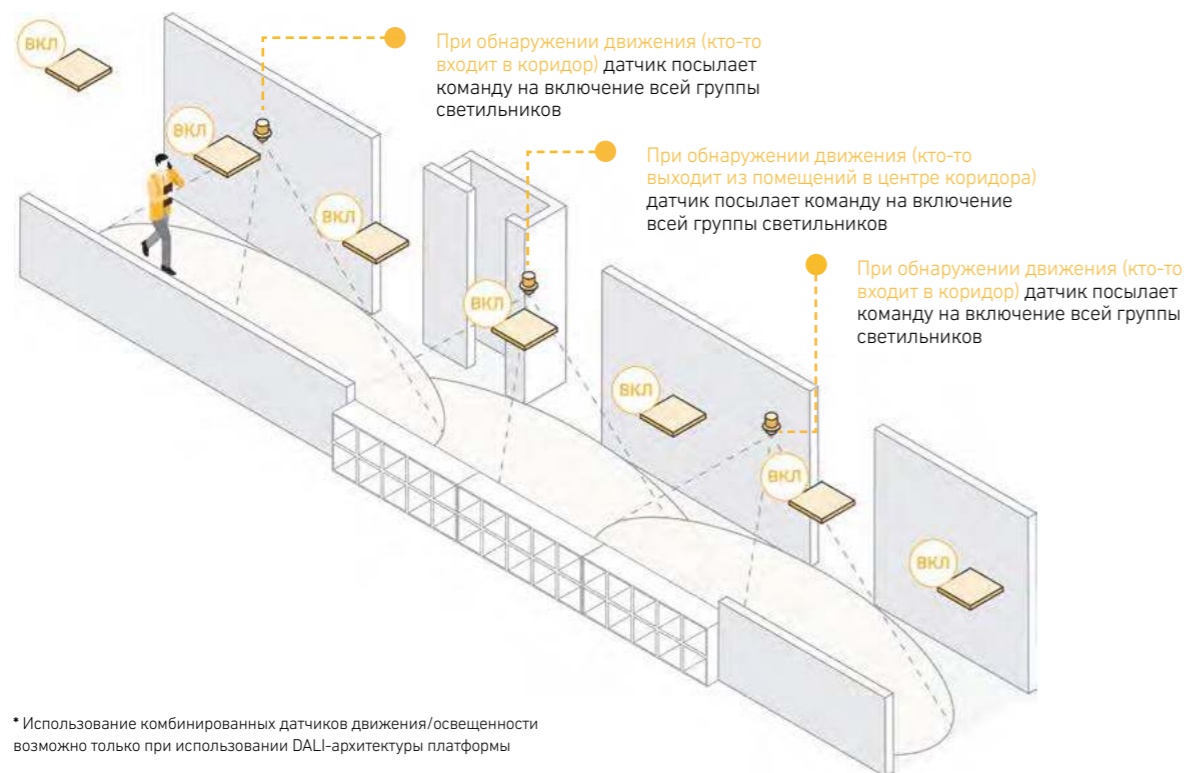 ВКЛ
При обнаружении движения (кто-то
входит в коридор) датчик посылает
команду на включение всей группы
светильников
ВКЛ
При обнаружении движения (кто-то
выходит из помещений в центре коридора)
датчик посылает команду на включение
всей группы светильников
ВКЛ
При обнаружении движения (кто-то
входит в коридор) датчик посылает
команду на включение всей группы
светильников
ВКЛ
ВКЛ
ВКЛ
ВКЛ
* Использование комбинированных датчиков движения/освещенности
возможно только при использовании DALI-архитектуры платформы